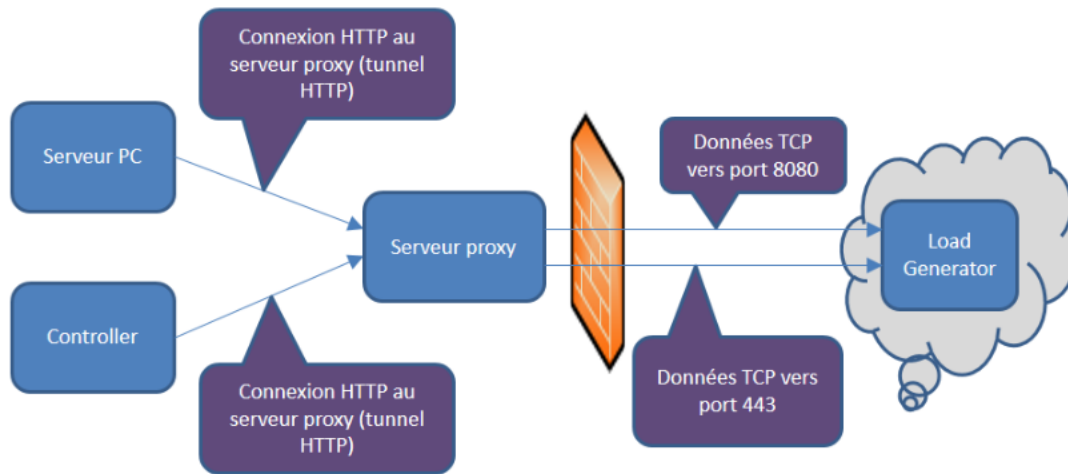 Connexion HTTP au
serveur proxy (tunnel
HTTP)
Serveur PC
Données TCP
vers port 8080
Serveur proxy
Load
Generator
Controller
Connexion HTTP au
serveur proxy (tunnel
HTTP)
Données TCP vers
port 443